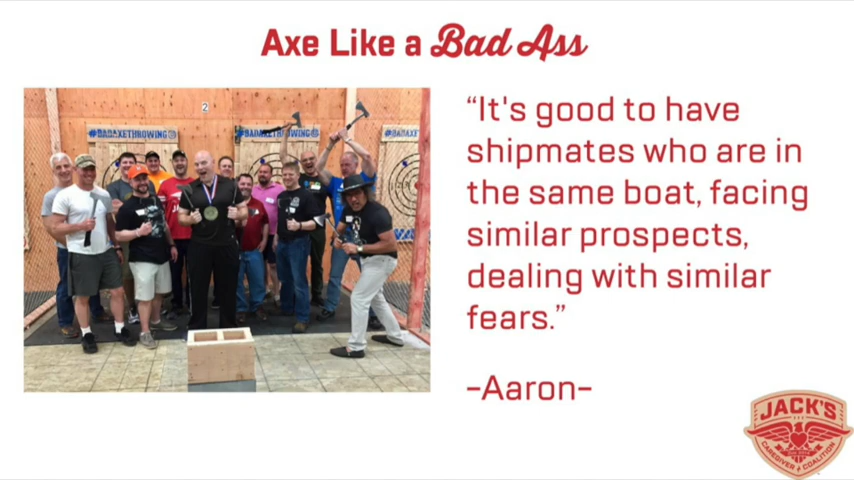 Axe Like a Bad Ass
2
#BADAXETHROWING
#BADAXETHROWING
#BADAXE
“It's good to have
shipmates who are in
the same boat, facing
similar prospects,
dealing with similar
fears.”
–Aaron–
JACK'S
CAREGIVER COALITION